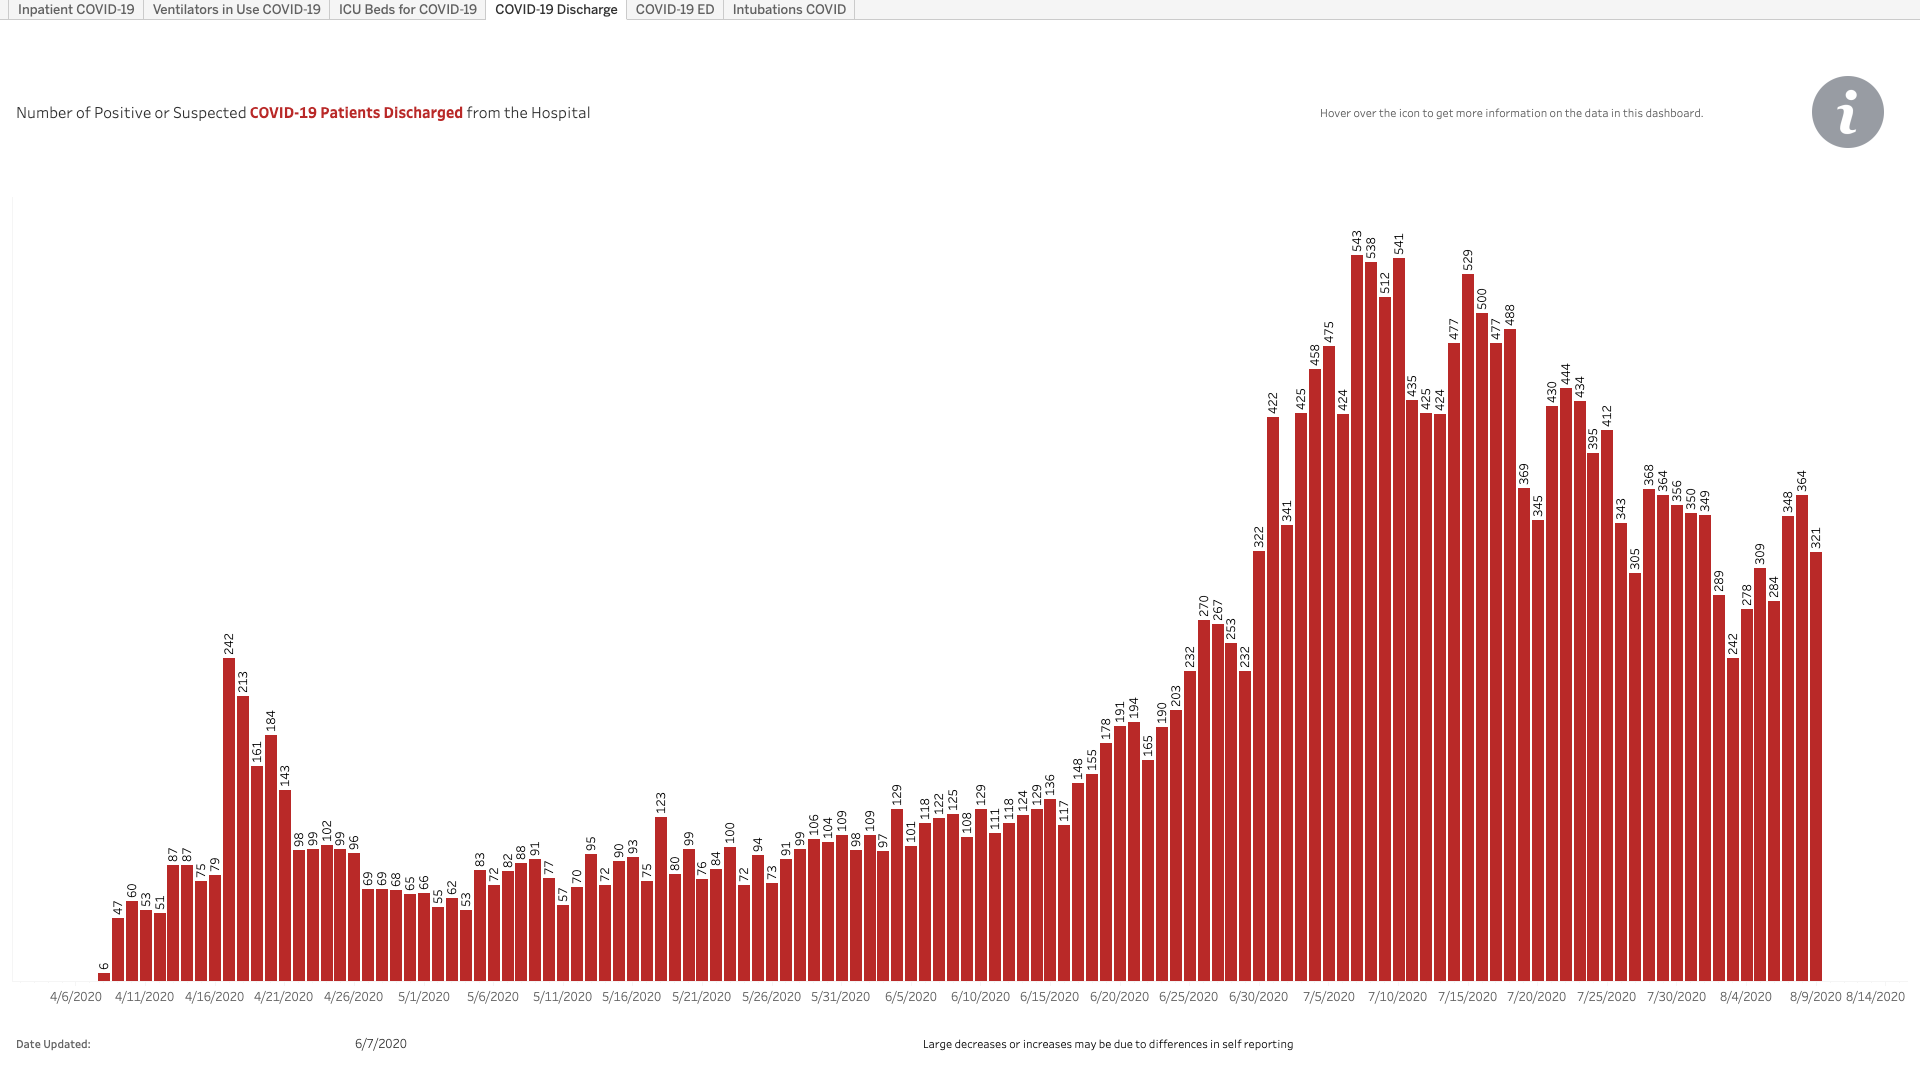 Inpatient COVID-19 Ventilators in Use COVID-19 ICU Beds for COVID-19 COVID-19 Discharge COVID-19 ED Intubations COVID
Number of Positive or Suspected COVID-19 Patients Discharged from the Hospital
Hover over the icon to get more information on the data in this dashboard.
i
6 47 60 53 51 87 87 75 79 242 213 161 184 143 98 99 102 99 96 69 69 68 65 66 55 62 53 83 72 82 88 91 77 57 70 95 72 90 93 75 123 80 99 76 84 100 72 94 73 91 99 106 104 109 98 109 97 129 101 118 122 125 108 129 111 118 124 129 136 117 148 155 178 191 194 165 190 203 232 270 267 253 232 322 422 341 425 458 475 424 543 538 512 541 435 425 424 477 529 500 477 488 369 345 430 444 434 395 412 343 305 368 364 356 350 349 289 242 278 309 284 348 364 321
4/6/2020 4/11/2020 4/16/2020 4/21/2020 4/26/2020 5/1/2020 5/6/2020 5/11/2020 5/16/2020 5/21/2020 5/26/2020 5/31/2020 6/5/2020 6/10/2020 6/15/2020 6/20/2020 6/25/2020 6/30/2020 7/5/2020 7/10/2020 7/15/2020 7/20/2020 7/25/2020 7/30/2020 8/4/2020 8/9/2020 8/14/2020
Date Updated: 6/7/2020 Large decreases or increases may be due to differences in self reporting